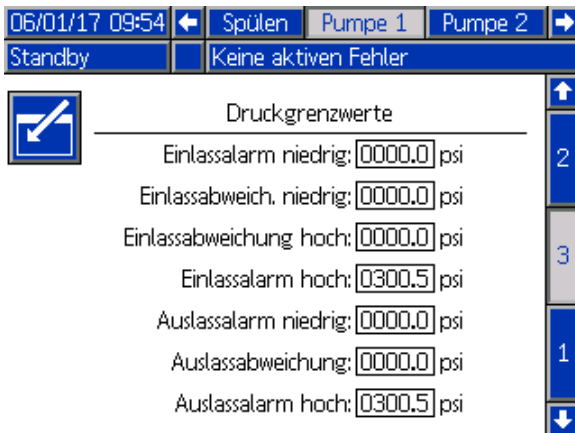 06/01/17 09:54 Spülen Pumpe 1 Pumpe 2
Standby Keine aktiven Fehler
Druckgrenzwerte
Einlassalarm niedrig: 0000.0 psi
2
Einlassabweich. niedrig: 0000.0 psi
Einlassabweichung hoch: 0000.0 psi
3
Einlassalarm hoch: 0300.5 psi
Auslassalarm niedrig: 0000.0 psi
Auslassabweichung: 0000.0 psi
1
Auslassalarm hoch: 0300.5 psi